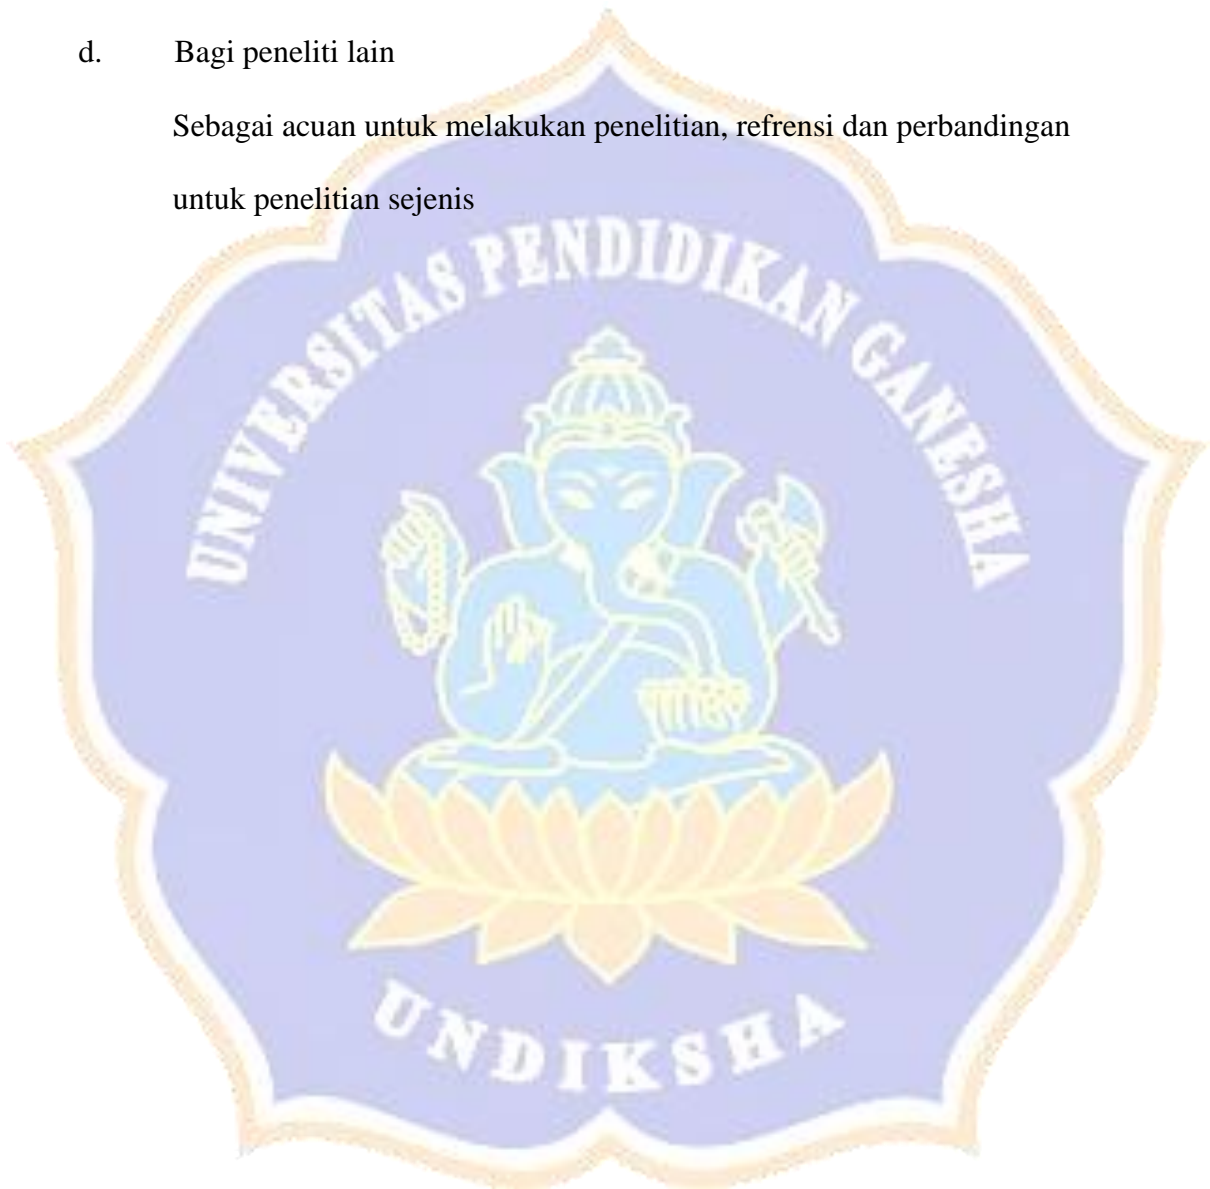 d. Bagi peneliti lain
Sebagai acuan untuk melakukan penelitian, refrensi dan perbandingan
untuk penelitian sejenis
UNIVERSITAS PENDIDIKAN GANESHA
UNDIKSHA